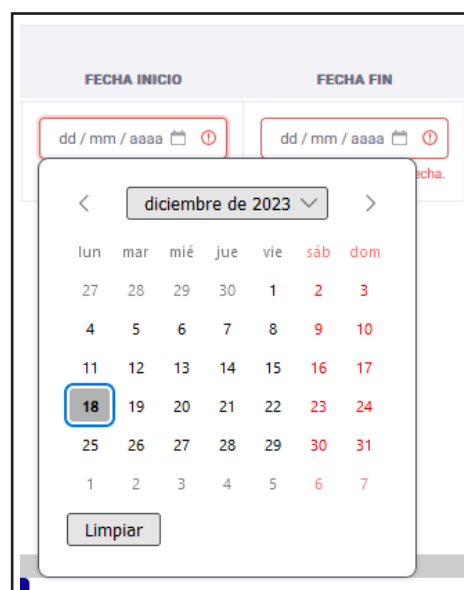 FECHA INICIO FECHA FIN
dd / mm / aaaa dd / mm / aaaa
echa.
diciembre de 2023
lun mar mié jue vie sáb dom
27 28 29 30 1 2 3
4 5 6 7 8 9 10
11 12 13 14 15 16 17
18 19 20 21 22 23 24
25 26 27 28 29 30 31
1 2 3 4 5 6 7
Limpiar